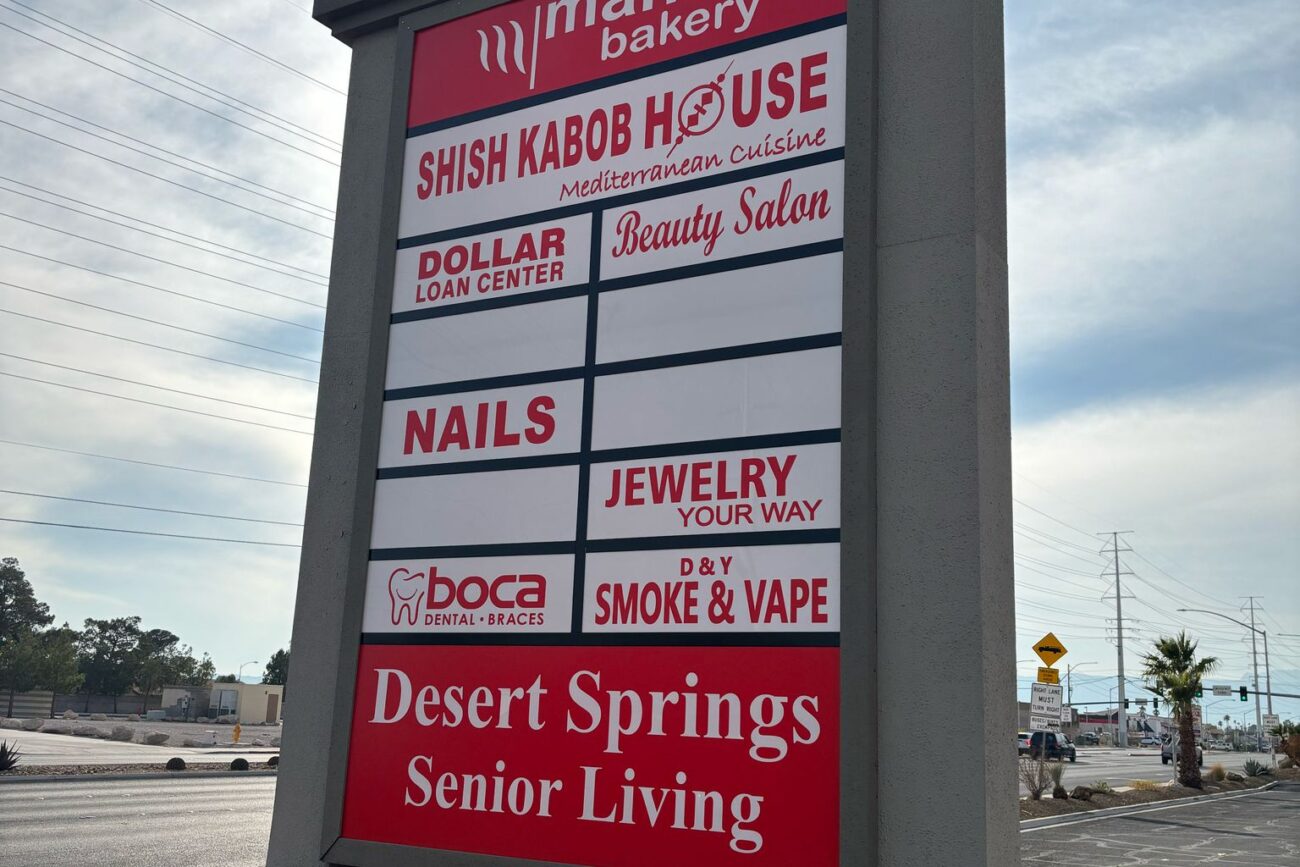 bakery
SHISH KABOB HOUSE
Mediterranean Cuisine
DOLLAR
LOAN CENTER
Beauty Salon
NAILS
JEWELRY
YOUR WAY
boca
DENTAL • BRACES
D & Y
SMOKE & VAPE
Desert Springs
Senior Living
RIGHT LANE
MUST
TURN RIGHT